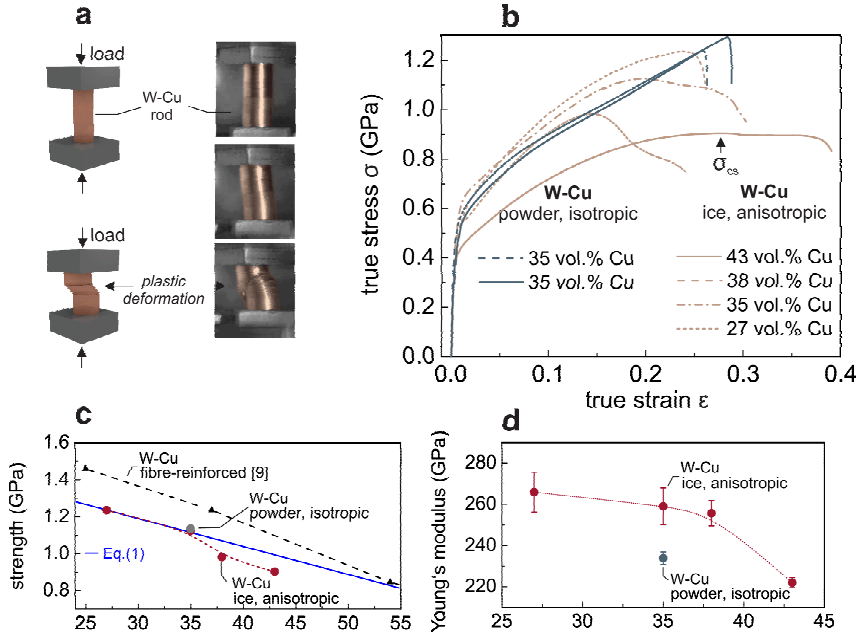 a
load
W-Cu
rod
load
plastic
deformation
b
true stress σ (GPa)
1.2
1.0
0.8
0.6
0.4
0.2
0.0
0.0
0.1
0.2
0.3
0.4
true strain ε
σcs
W-Cu
powder, isotropic
35 vol.% Cu
35 vol.% Cu
W-Cu
ice, anisotropic
43 vol.% Cu
38 vol.% Cu
35 vol.% Cu
27 vol.% Cu
c
strength (GPa)
1.6
1.4
1.2
1.0
0.8
25
30
35
40
45
50
55
W-Cu
fibre-reinforced [9]
W-Cu
powder, isotropic
Eq.(1)
W-Cu
ice, anisotropic
d
Young's modulus (GPa)
280
260
240
220
25
30
35
40
45
W-Cu
ice, anisotropic
W-Cu
powder, isotropic